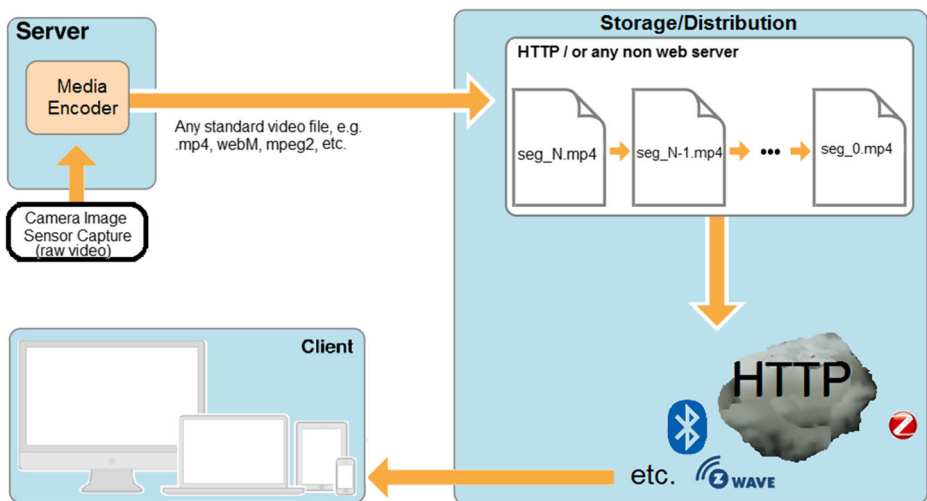 Server
Media
Encoder
Any standard video file, e.g.
.mp4, webM, mpeg2, etc.
Camera Image
Sensor Capture
(raw video)
Storage/Distribution
HTTP / or any non web server
seg_N.mp4
seg_N-1.mp4
•••
seg_0.mp4
HTTP
etc.
Z WAVE
Client